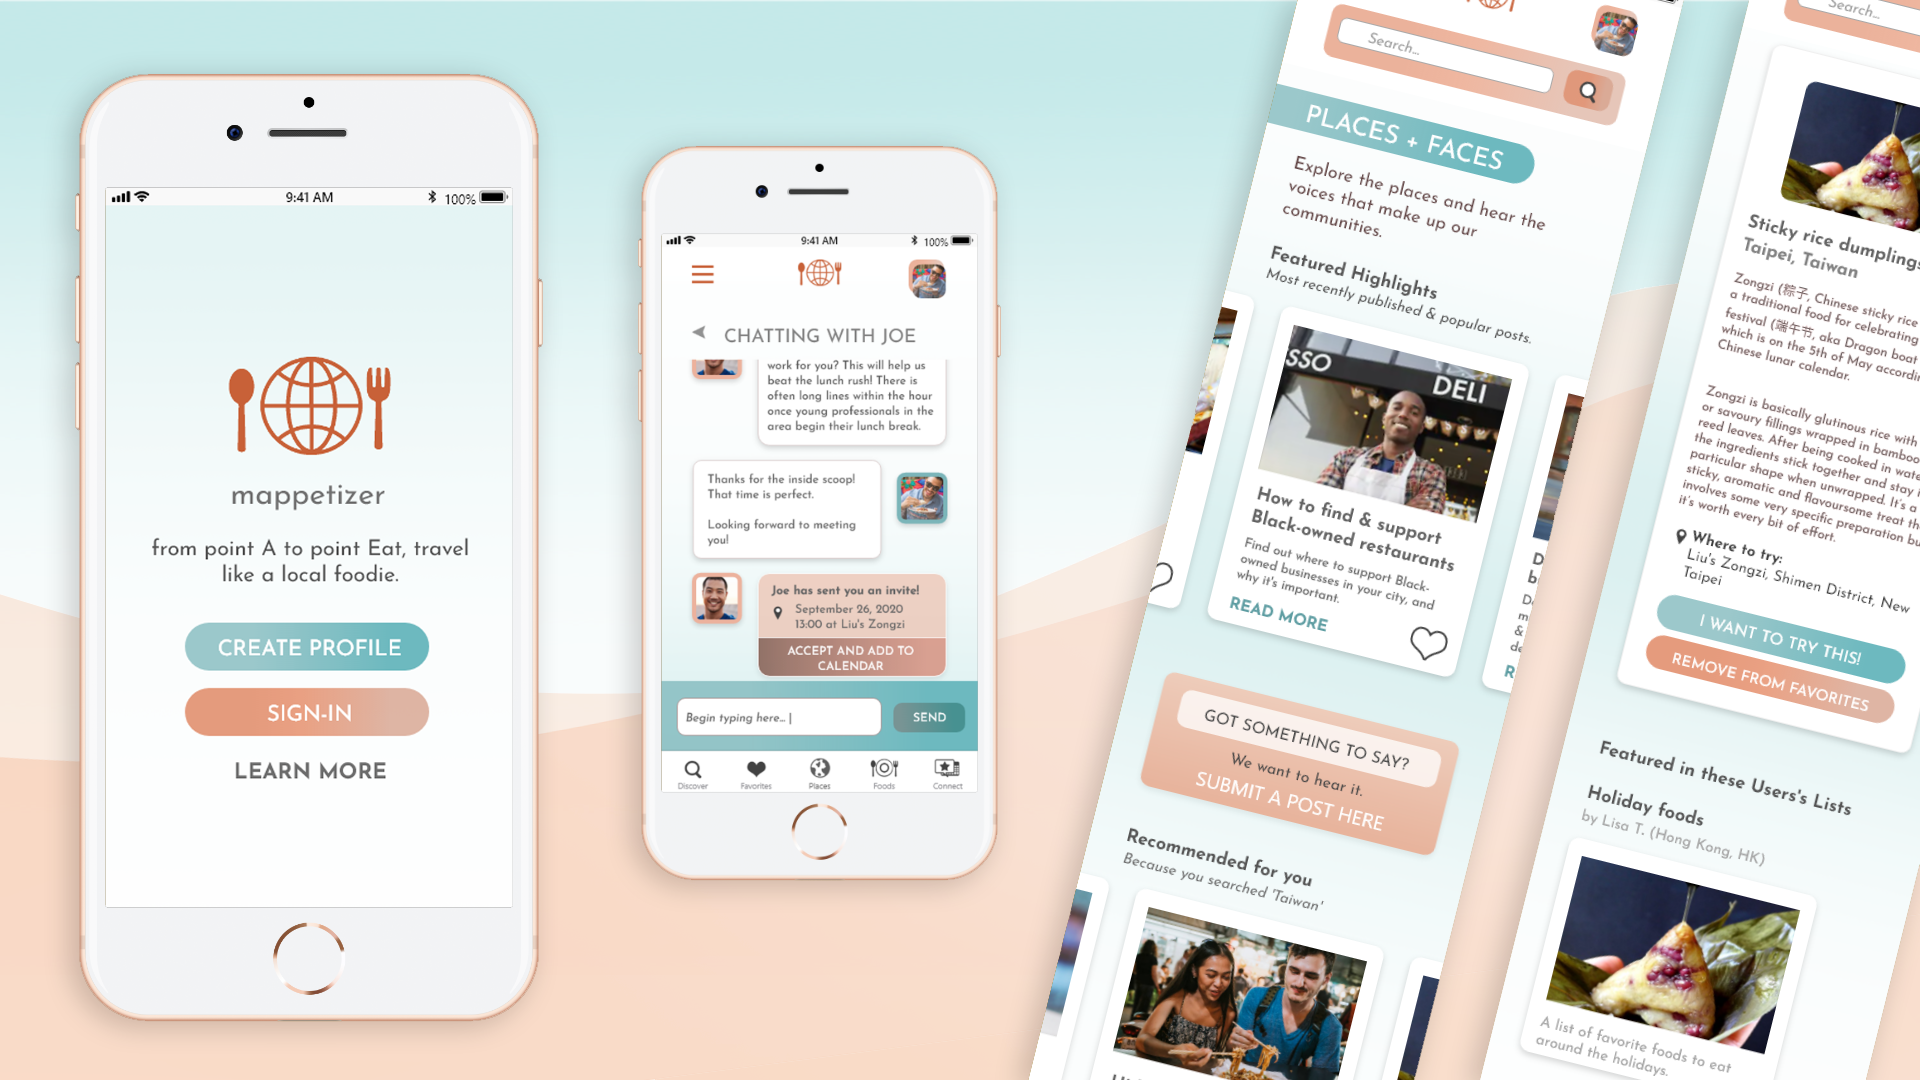 9:41 AM
100%
mappetizer
from point A to point Eat, travel
like a local foodie.
CREATE PROFILE
SIGN-IN
LEARN MORE
9:41 AM
100%
CHATTING WITH JOE
work for you? This will help us
beat the lunch rush! There is
often long lines within the hour
once young professionals in the
area begin their lunch break.
Thanks for the inside scoop!
That time is perfect.
Looking forward to meeting
you!
Joe has sent you an invite!
September 26, 2020
13:00 at Liu's Zongzi
ACCEPT AND ADD TO
CALENDAR
Begin typing here... |
SEND
Discover
Favorites
Places
Foods
Connect
Search...
PLACES + FACES
Explore the places and hear the
voices that make up our
communities.
Featured Highlights
Most recently published & popular posts.
SSO
DELI
How to find & support
Black-owned restaurants
Find out where to support Black-
owned businesses in your city, and
why it's important.
READ MORE
GOT SOMETHING TO SAY?
We want to hear it.
SUBMIT A POST HERE
Recommended for you
Because you searched 'Taiwan'
Search...
Sticky rice dumplings
Taipei, Taiwan
Zongzi (粽子, Chinese sticky rice
a traditional food for celebrating
festival (端午节, aka Dragon boat
which is on the 5th of May accordin
Chinese lunar calendar.
Zongzi is basically glutinous rice with
or savoury fillings wrapped in bamboo
reed leaves. After being cooked in wate
the ingredients stick together and stay i
particular shape when unwrapped. It's a
sticky, aromatic and flavoursome treat th
involves some very specific preparation bu
it's worth every bit of effort.
Where to try:
Liu's Zongzi, Shimen District, New
Taipei
I WANT TO TRY THIS!
REMOVE FROM FAVORITES
Featured in these Users's Lists
Holiday foods
by Lisa T. (Hong Kong, HK)
A list of favorite foods to eat
around the holidays.